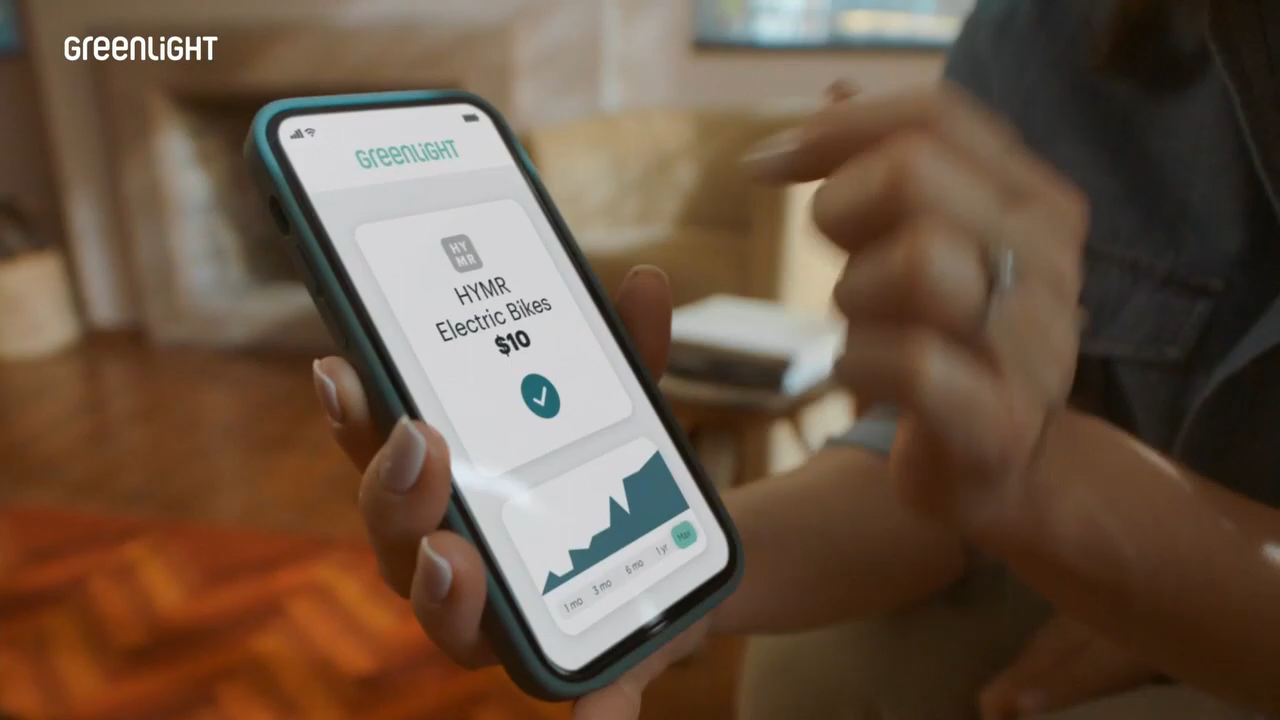 GREENLIGHT
GREENLIGHT
HY
MR
HYMR
Electric Bikes
$10
1 mo 3 mo 6 mo 1 yr Max